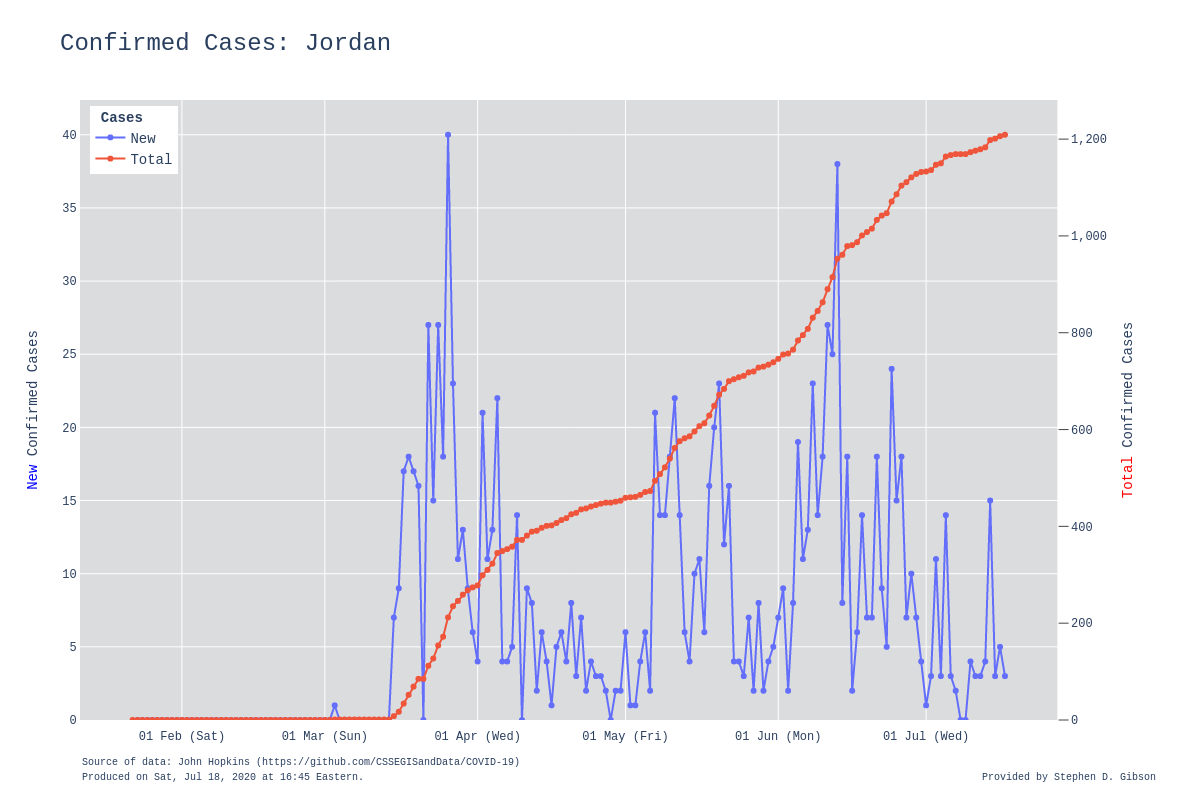 Confirmed Cases: Jordan
Cases
New
Total
40
35
30
25
20
15
10
5
0
1,200
1,000
800
600
400
200
0
New Confirmed Cases
Total Confirmed Cases
01 Feb (Sat)
01 Mar (Sun)
01 Apr (Wed)
01 May (Fri)
01 Jun (Mon)
01 Jul (Wed)
Source of data: John Hopkins (https://github.com/CSSEGISandData/COVID-19)
Produced on Sat, Jul 18, 2020 at 16:45 Eastern.
Provided by Stephen D. Gibson